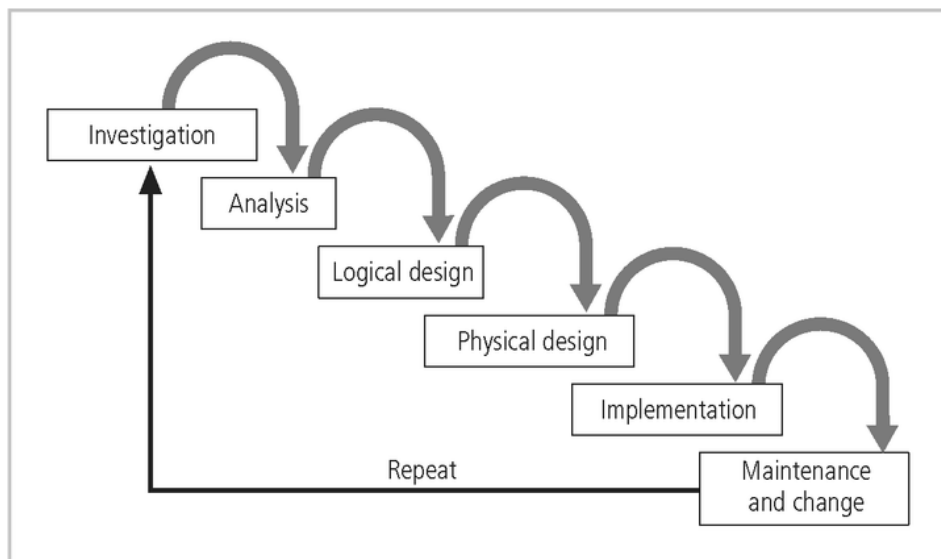 Investigation
Analysis
Logical design
Physical design
Implementation
Repeat
Maintenance
and change